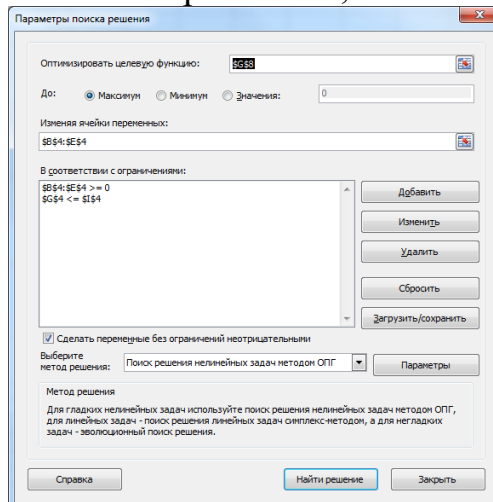 Параметры поиска решения
Оптимизировать целевую функцию: $G$8
До: Максимум Минимум Значения: 0
Изменяя ячейки переменных:
$B$4:$E$4
В соответствии с ограничениями:
$B$4:$E$4 >= 0
$G$4 <= $I$4
Добавить
Изменить
Удалить
Сбросить
Загрузить/сохранить
Сделать переменные без ограничений неотрицательными
Выберите
метод решения: Поиск решения нелинейных задач методом ОПГ Параметры
Метод решения
Для гладких нелинейных задач используйте поиск решения нелинейных задач методом ОПГ,
для линейных задач - поиск решения линейных задач симплекс-методом, а для негладких
задач - эволюционный поиск решения.
Справка Найти решение Закрыть